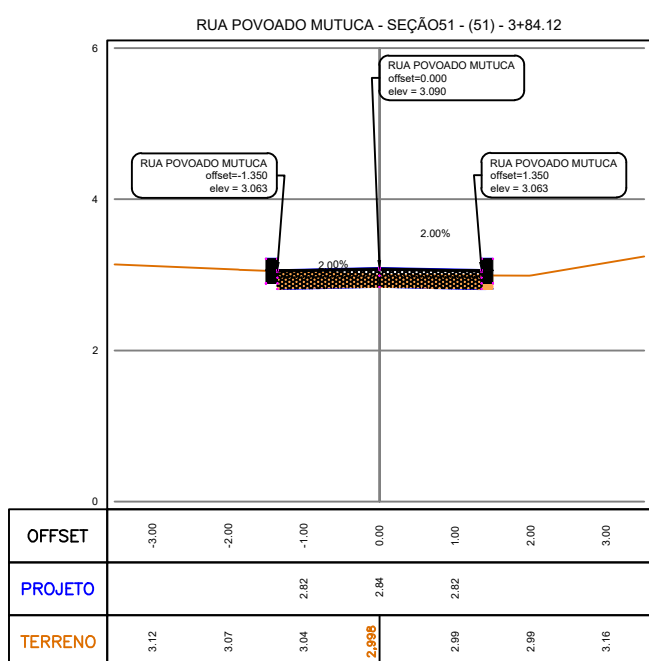 RUA POVOADO MUTUCA - SEÇÃO51 - (51) - 3+84.12
6
RUA POVOADO MUTUCA
offset=0.000
elev = 3.090
RUA POVOADO MUTUCA
offset=-1.350
elev = 3.063
RUA POVOADO MUTUCA
offset=1.350
elev = 3.063
4
2.00%
2.00%
2
0
OFFSET -3.00 -2.00 -1.00 0.00 1.00 2.00 3.00
PROJETO 2.82 2.84 2.82
TERRENO 3.12 3.07 3.04 2,998 2.99 2.99 3.16